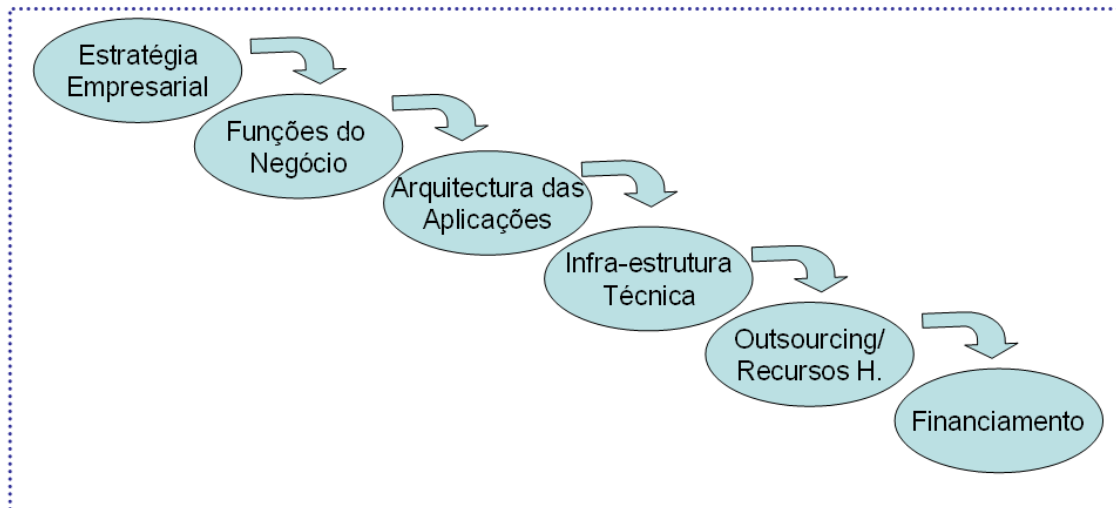 Estratégia
Empresarial
Funções do
Negócio
Arquitectura das
Aplicações
Infra-estrutura
Técnica
Outsourcing/
Recursos H.
Financiamento